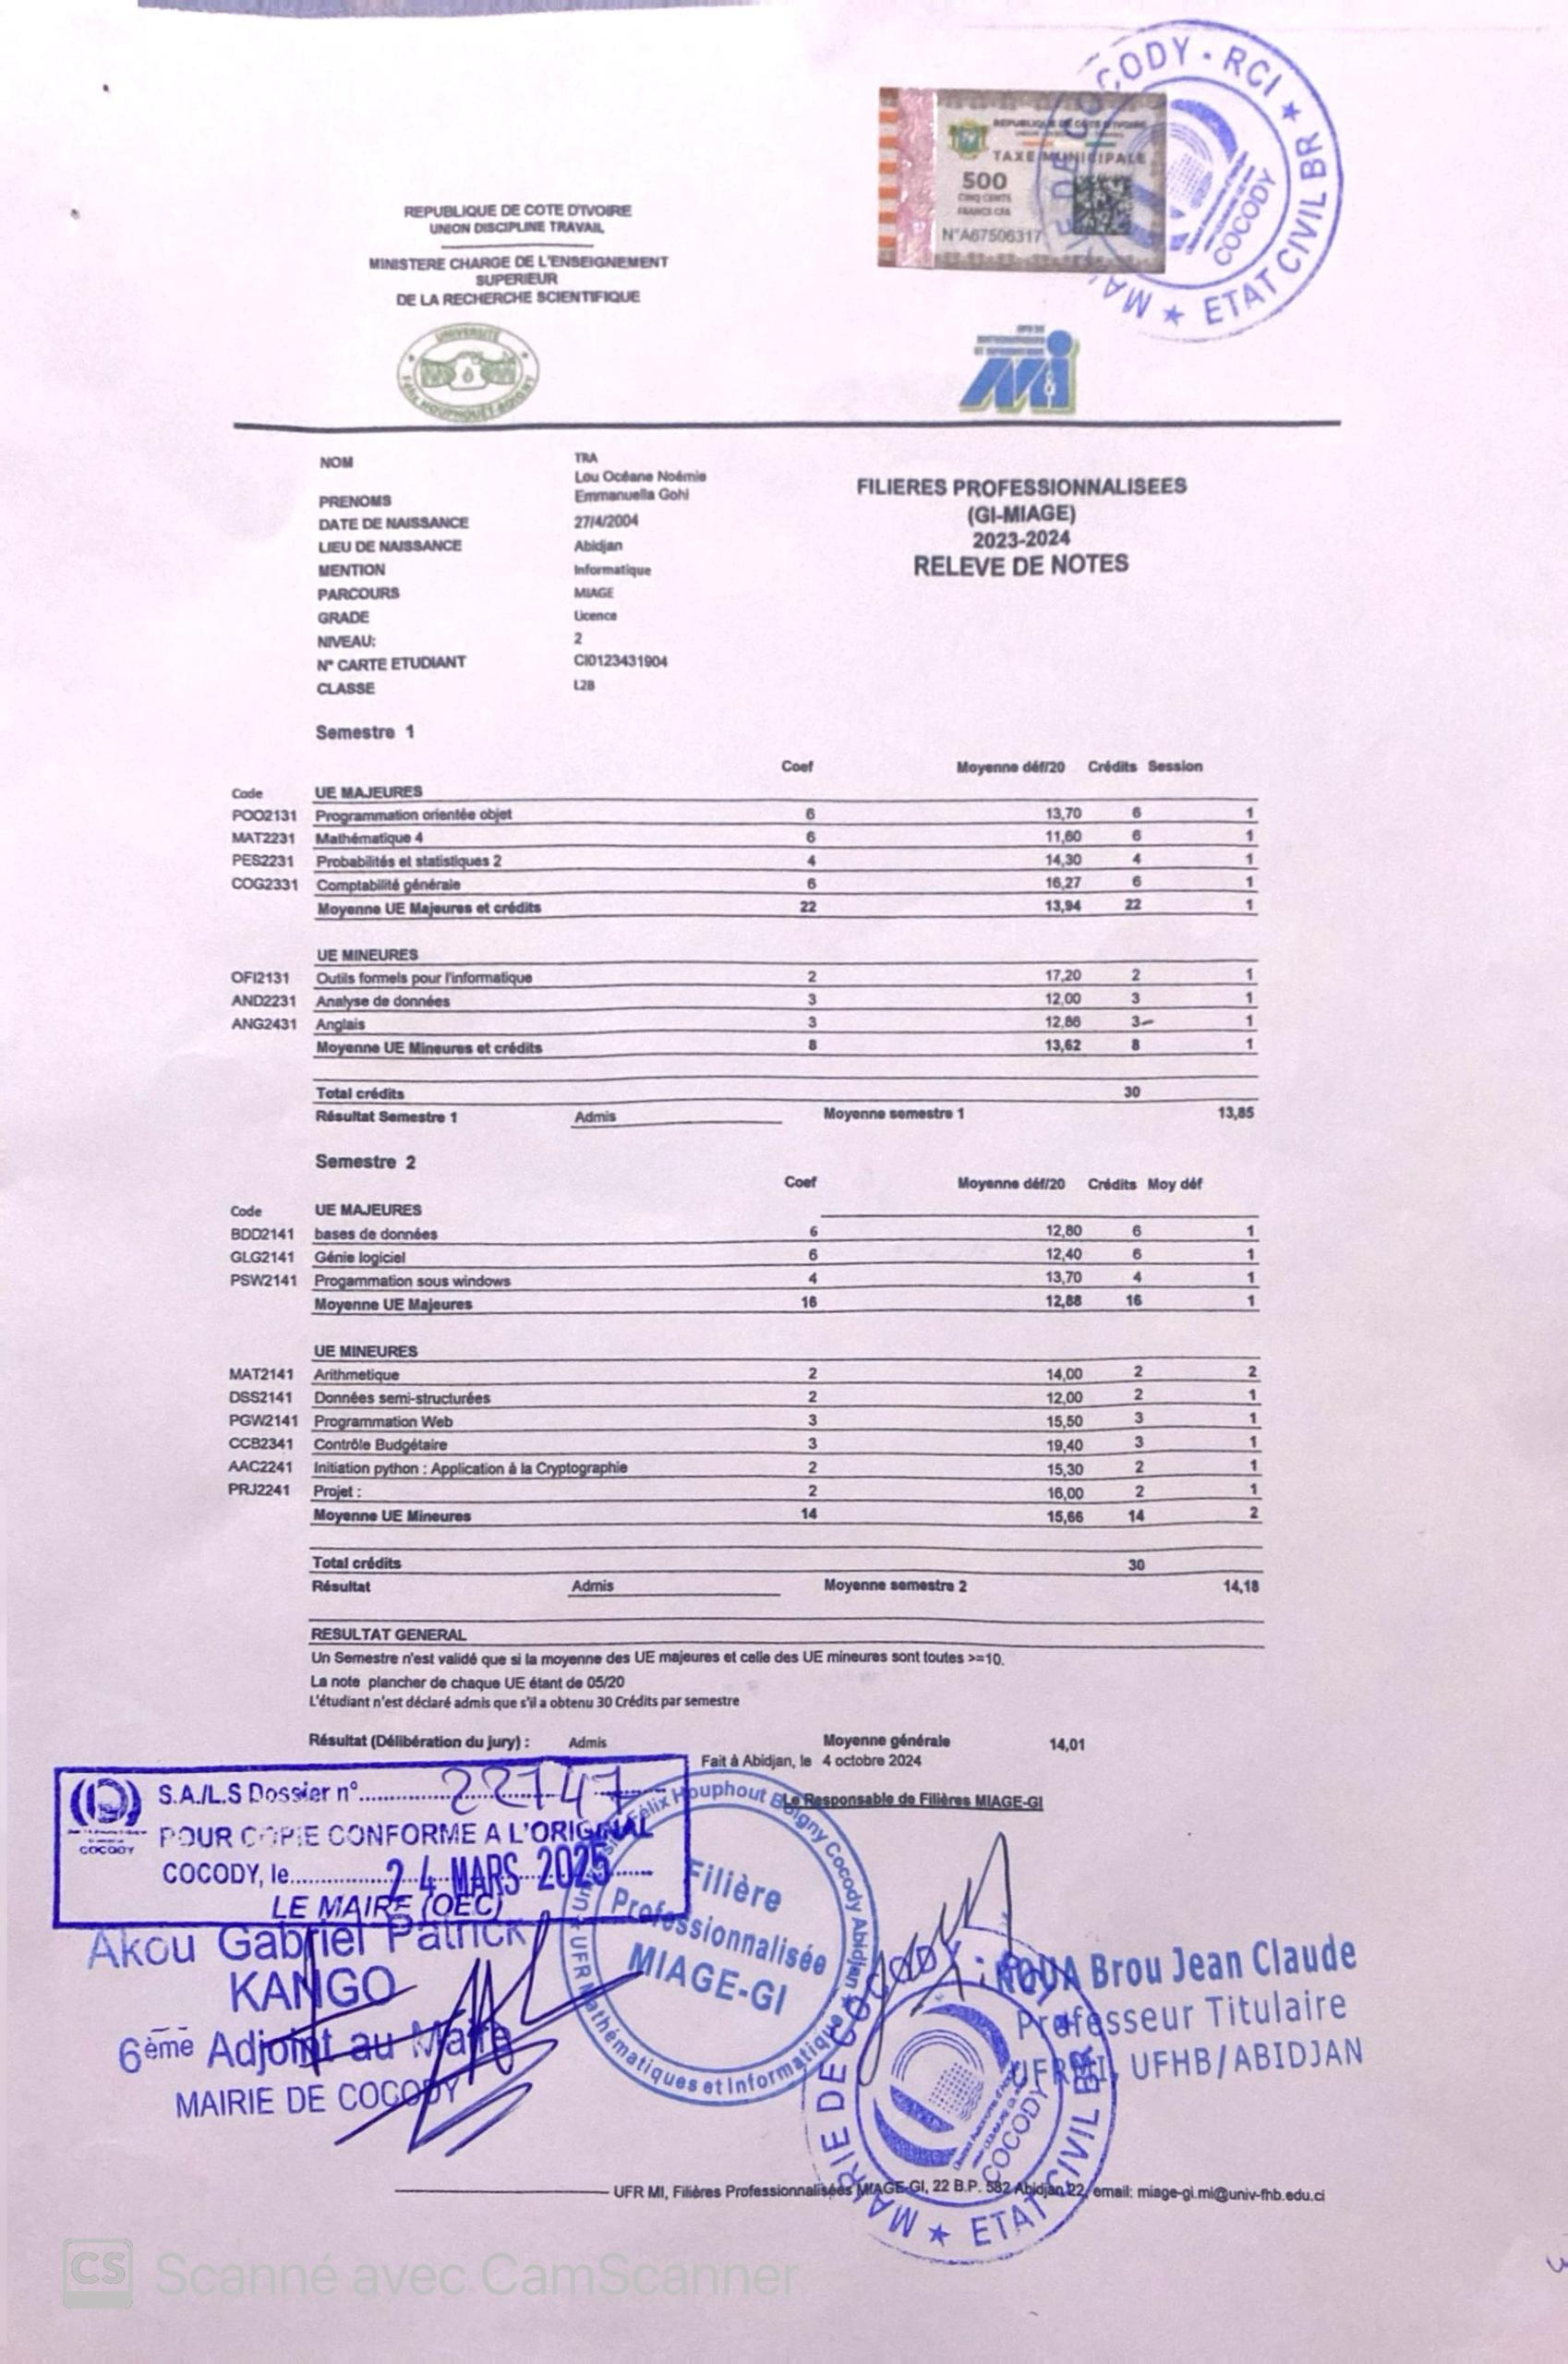 COCODY - RCI ★
MAIRIE DE COCODY
★ ETAT CIVIL BR
COCODY
REPUBLIQUE DE COTE D'IVOIRE
TAXE MUNICIPALE
500
CINQ CENTS
FRANCS CFA
N°A67506317
REPUBLIQUE DE COTE D'IVOIRE
UNION DISCIPLINE TRAVAIL
MINISTERE CHARGE DE L'ENSEIGNEMENT
SUPERIEUR
DE LA RECHERCHE SCIENTIFIQUE
UNIVERSITÉ
FÉLIX HOUPHOUËT-BOIGNY
Mi
NOM TRA
PRENOMS Lou Océane Noémie
Emmanuella Gohi
DATE DE NAISSANCE 27/4/2004
LIEU DE NAISSANCE Abidjan
MENTION Informatique
PARCOURS MIAGE
GRADE Licence
NIVEAU: 2
N° CARTE ETUDIANT CI0123431904
CLASSE L2B
FILIERES PROFESSIONNALISEES
(GI-MIAGE)
2023-2024
RELEVE DE NOTES
Semestre 1
Coef Moyenne déf/20 Crédits Session
Code UE MAJEURES
POO2131 Programmation orientée objet 6 13,70 6 1
MAT2231 Mathématique 4 6 11,60 6 1
PES2231 Probabilités et statistiques 2 4 14,30 4 1
COG2331 Comptabilité générale 6 16,27 6 1
Moyenne UE Majeures et crédits 22 13,94 22 1
UE MINEURES
OFI2131 Outils formels pour l'informatique 2 17,20 2 1
AND2231 Analyse de données 3 12,00 3 1
ANG2431 Anglais 3 12,86 3 1
Moyenne UE Mineures et crédits 8 13,62 8 1
Total crédits 30
Résultat Semestre 1 Admis Moyenne semestre 1 13,85
Semestre 2
Coef Moyenne déf/20 Crédits Moy déf
Code UE MAJEURES
BDD2141 bases de données 6 12,80 6 1
GLG2141 Génie logiciel 6 12,40 6 1
PSW2141 Progammation sous windows 4 13,70 4 1
Moyenne UE Majeures 16 12,88 16 1
UE MINEURES
MAT2141 Arithmetique 2 14,00 2 2
DSS2141 Données semi-structurées 2 12,00 2 1
PGW2141 Programmation Web 3 15,50 3 1
CCB2341 Contrôle Budgétaire 3 19,40 3 1
AAC2241 Initiation python : Application à la Cryptographie 2 15,30 2 1
PRJ2241 Projet : 2 16,00 2 1
Moyenne UE Mineures 14 15,66 14 2
Total crédits 30
Résultat Admis Moyenne semestre 2 14,18
RESULTAT GENERAL
Un Semestre n'est validé que si la moyenne des UE majeures et celle des UE mineures sont toutes >=10.
La note plancher de chaque UE étant de 05/20
L'étudiant n'est déclaré admis que s'il a obtenu 30 Crédits par semestre
Résultat (Délibération du jury) : Admis Moyenne générale 14,01
Fait à Abidjan, le 4 octobre 2024
Le Responsable de Filières MIAGE-GI
COCODY
S.A./L.S Dossier n° 22747
POUR COPIE CONFORME A L'ORIGINAL
COCODY, le 24 MARS 2025
LE MAIRE (OEC)
Akou Gabriel Patrick
KANGO
6ème Adjoint au Maire
MAIRIE DE COCODY
Université Félix Houphout Boigny Cocody Abidjan
★ UFR Mathématiques et Informatique ★
Filière
Professionnalisée
MIAGE-GI
Brou Jean Claude
Professeur Titulaire
UFRMI, UFHB/ABIDJAN
MAIRIE DE COCODY
★ ETAT CIVIL BR
COCODY
UFR MI, Filières Professionnalisées MIAGE-GI, 22 B.P. 582 Abidjan 22, email: miage-gi.mi@univ-fhb.edu.ci
CS Scanné avec CamScanner